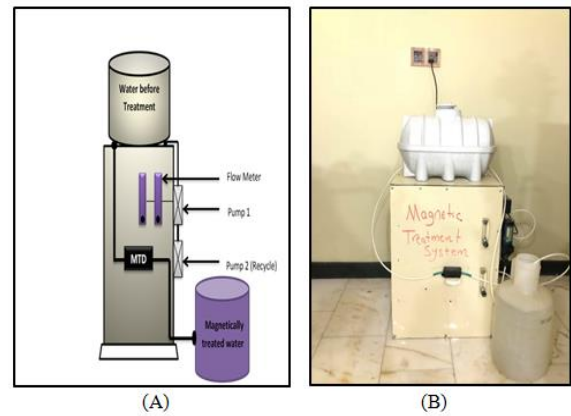 Water before
Treatment
Flow Meter
Pump 1
MTD
Pump 2 (Recycle)
Magnetically
treated water
Magnetic
Treatment
System
(A)
(B)